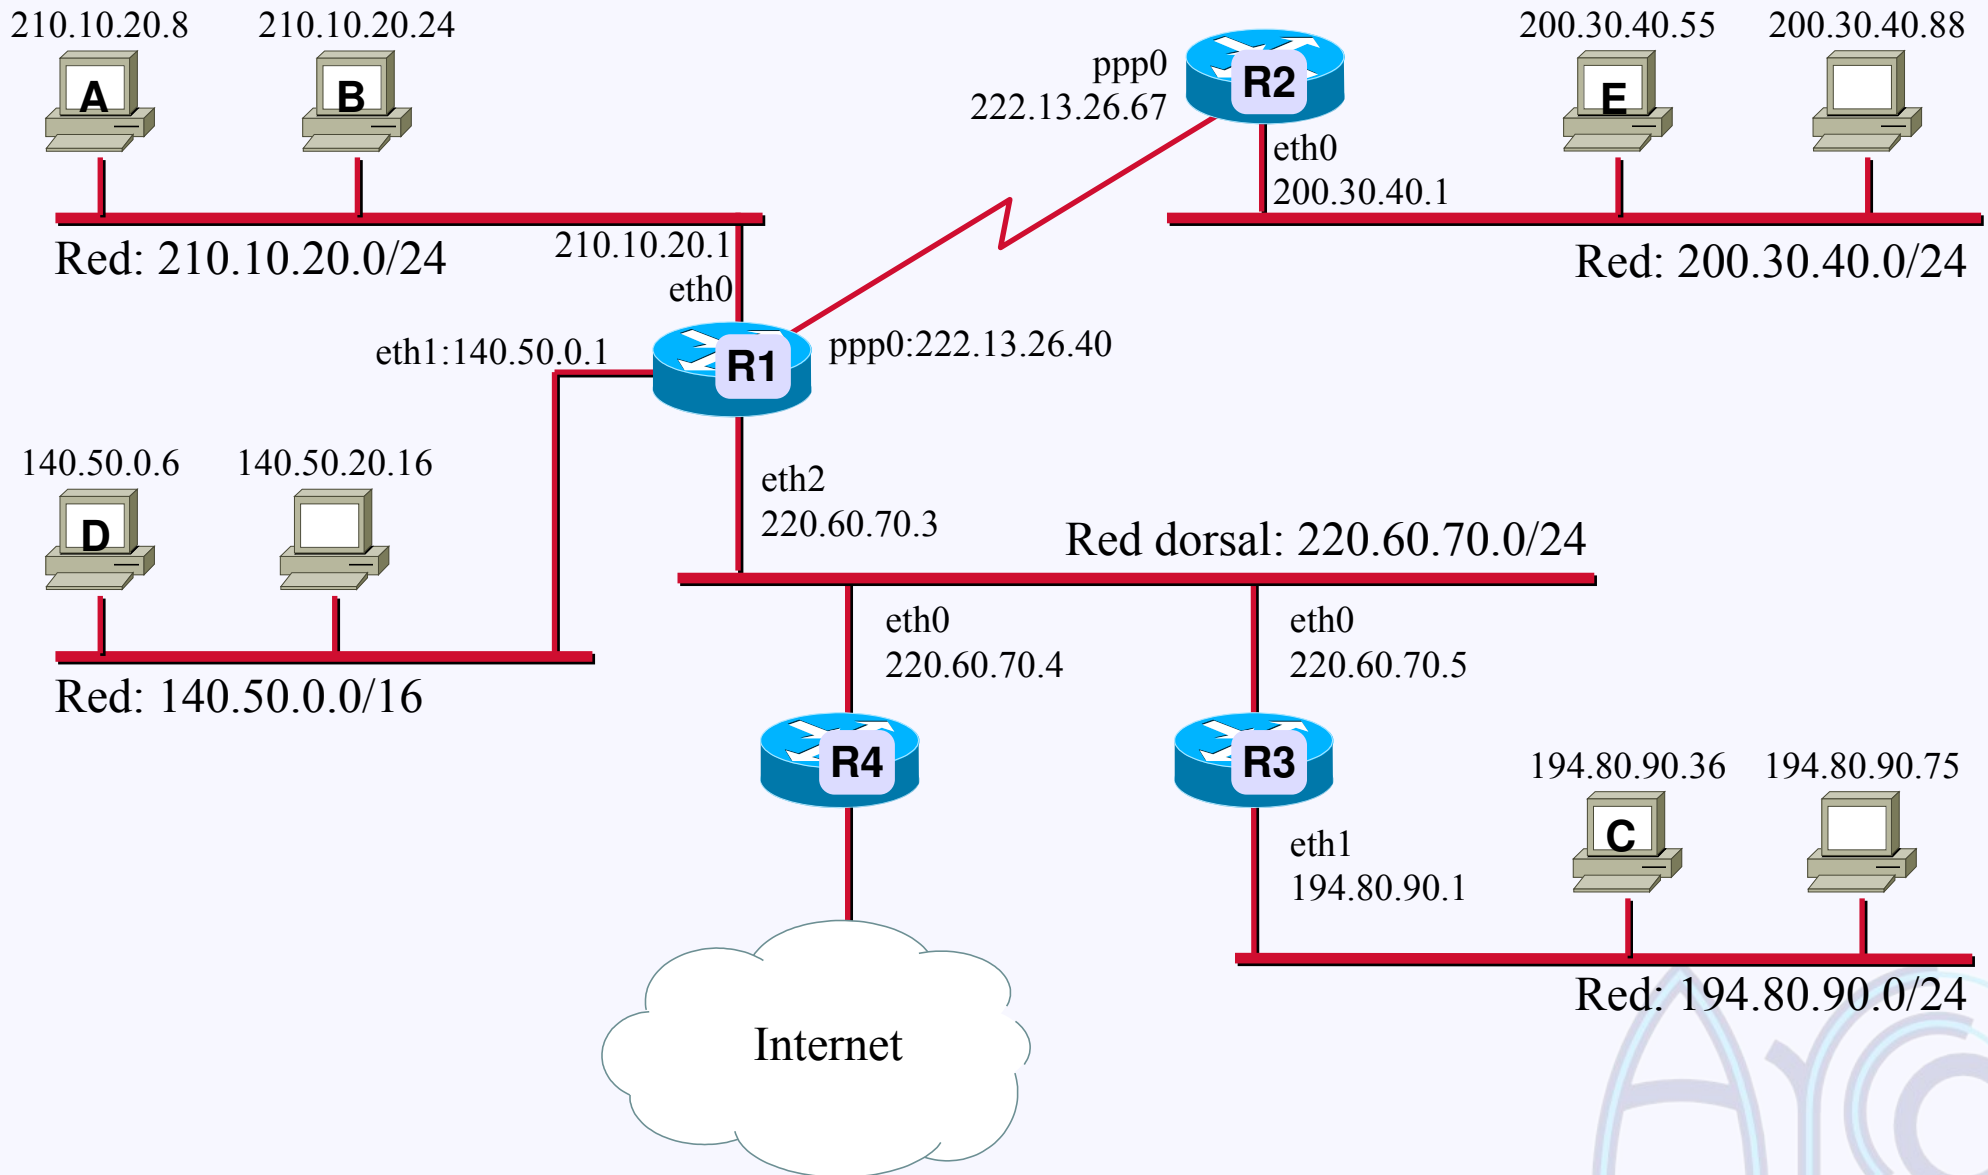 210.10.20.8
210.10.20.24
A
B
Red: 210.10.20.0/24
210.10.20.1
eth0
ppp0
222.13.26.67
R2
eth0
200.30.40.1
200.30.40.55
200.30.40.88
E
Red: 200.30.40.0/24
eth1:140.50.0.1
R1
ppp0:222.13.26.40
140.50.0.6
140.50.20.16
D
Red: 140.50.0.0/16
eth2
220.60.70.3
Red dorsal: 220.60.70.0/24
eth0
220.60.70.4
eth0
220.60.70.5
R4
R3
194.80.90.36
194.80.90.75
C
eth1
194.80.90.1
Red: 194.80.90.0/24
Internet